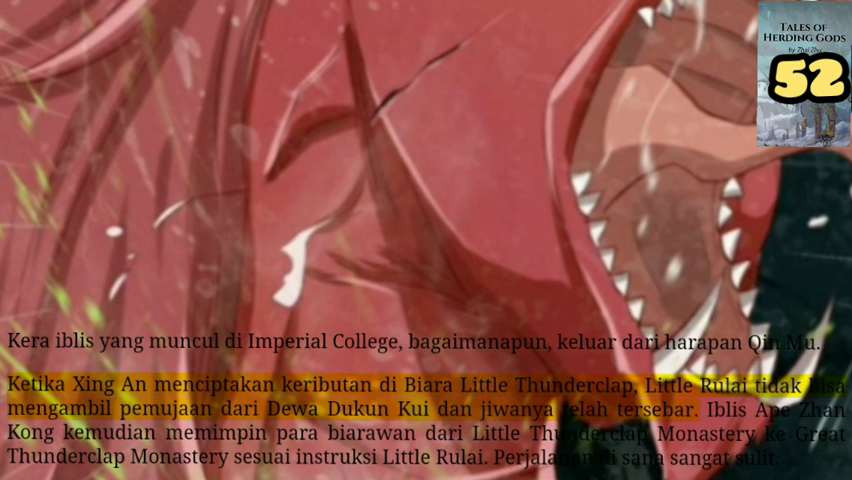 TALES OF
HERDING GODS
by Zhai Zhu
52
Kera iblis yang muncul di Imperial College, bagaimanapun, keluar dari harapan Qin Mu.
Ketika Xing An menciptakan keributan di Biara Little Thunderclap, Little Rulai tidak bisa
mengambil pemujaan dari Dewa Dukun Kui dan jiwanya telah tersebar. Iblis Ape Zhan
Kong kemudian memimpin para biarawan dari Little Thunderclap Monastery ke Great
Thunderclap Monastery sesuai instruksi Little Rulai. Perjalanan di sana sangat sulit.